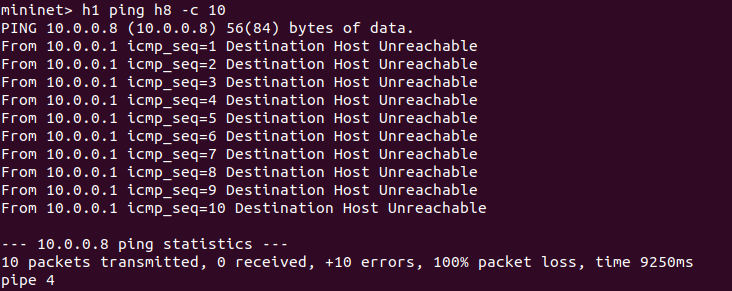 mininet> h1 ping h8 -c 10
PING 10.0.0.8 (10.0.0.8) 56(84) bytes of data.
From 10.0.0.1 icmp_seq=1 Destination Host Unreachable
From 10.0.0.1 icmp_seq=2 Destination Host Unreachable
From 10.0.0.1 icmp_seq=3 Destination Host Unreachable
From 10.0.0.1 icmp_seq=4 Destination Host Unreachable
From 10.0.0.1 icmp_seq=5 Destination Host Unreachable
From 10.0.0.1 icmp_seq=6 Destination Host Unreachable
From 10.0.0.1 icmp_seq=7 Destination Host Unreachable
From 10.0.0.1 icmp_seq=8 Destination Host Unreachable
From 10.0.0.1 icmp_seq=9 Destination Host Unreachable
From 10.0.0.1 icmp_seq=10 Destination Host Unreachable
--- 10.0.0.8 ping statistics ---
10 packets transmitted, 0 received, +10 errors, 100% packet loss, time 9250ms
pipe 4